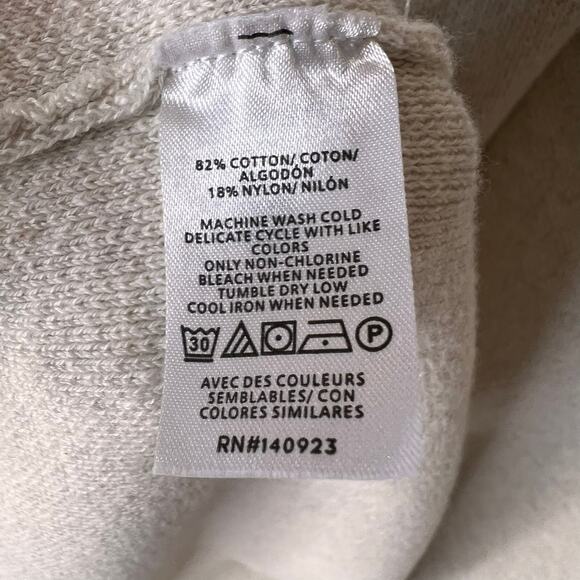 82% COTTON/ COTON/
ALGODÓN
18% NYLON/ NILÓN
MACHINE WASH COLD
DELICATE CYCLE WITH LIKE
COLORS
ONLY NON-CHLORINE
BLEACH WHEN NEEDED
TUMBLE DRY LOW
COOL IRON WHEN NEEDED
30 P
AVEC DES COULEURS
SEMBLABLES/ CON
COLORES SIMILARES
RN#140923